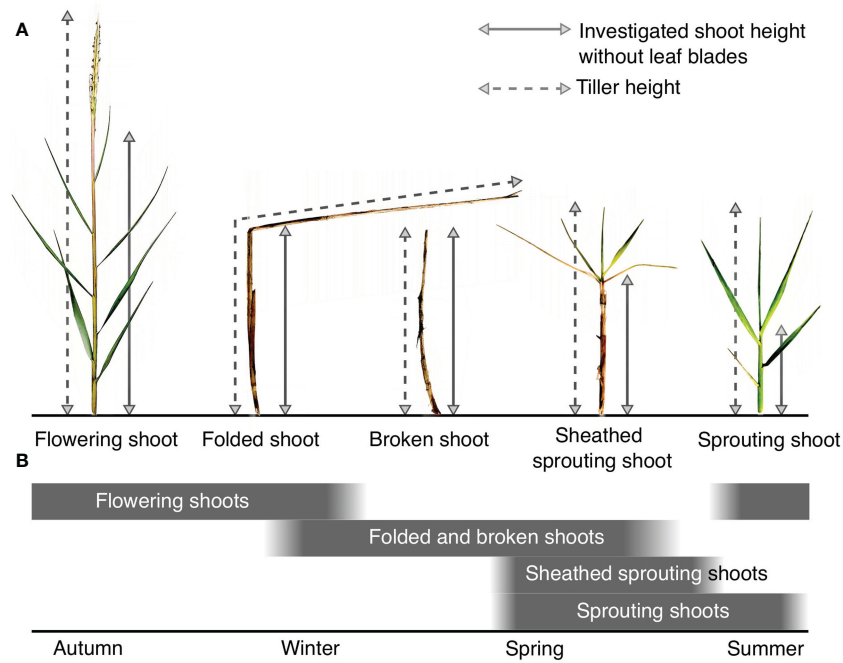 A
Investigated shoot height
without leaf blades
Tiller height
Flowering shoot
Folded shoot
Broken shoot
Sheathed
sprouting shoot
Sprouting shoot
B
Flowering shoots
Folded and broken shoots
Sheathed sprouting shoots
Sprouting shoots
Autumn
Winter
Spring
Summer